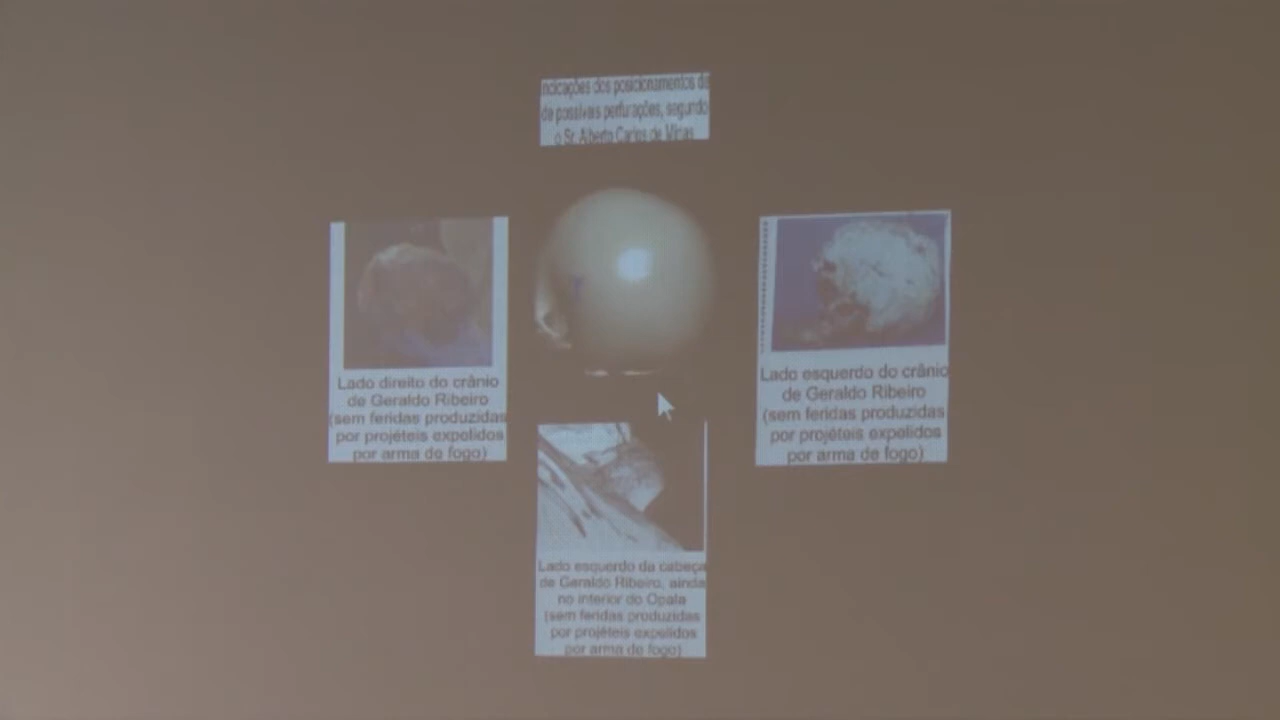 ndicações dos posicionamentos d
de possíveis perfurações, segundo
o Sr. Alberto Carlos de Minas
Lado direito do crânio
de Geraldo Ribeiro
(sem feridas produzidas
por projéteis expelidos
por arma de fogo)
Lado esquerdo do crânio
de Geraldo Ribeiro
(sem feridas produzidas
por projéteis expelidos
por arma de fogo)
Lado esquerdo da cabeça
de Geraldo Ribeiro, ainda
no interior do Opala
(sem feridas produzidas
por projéteis expelidos
por arma de fogo)